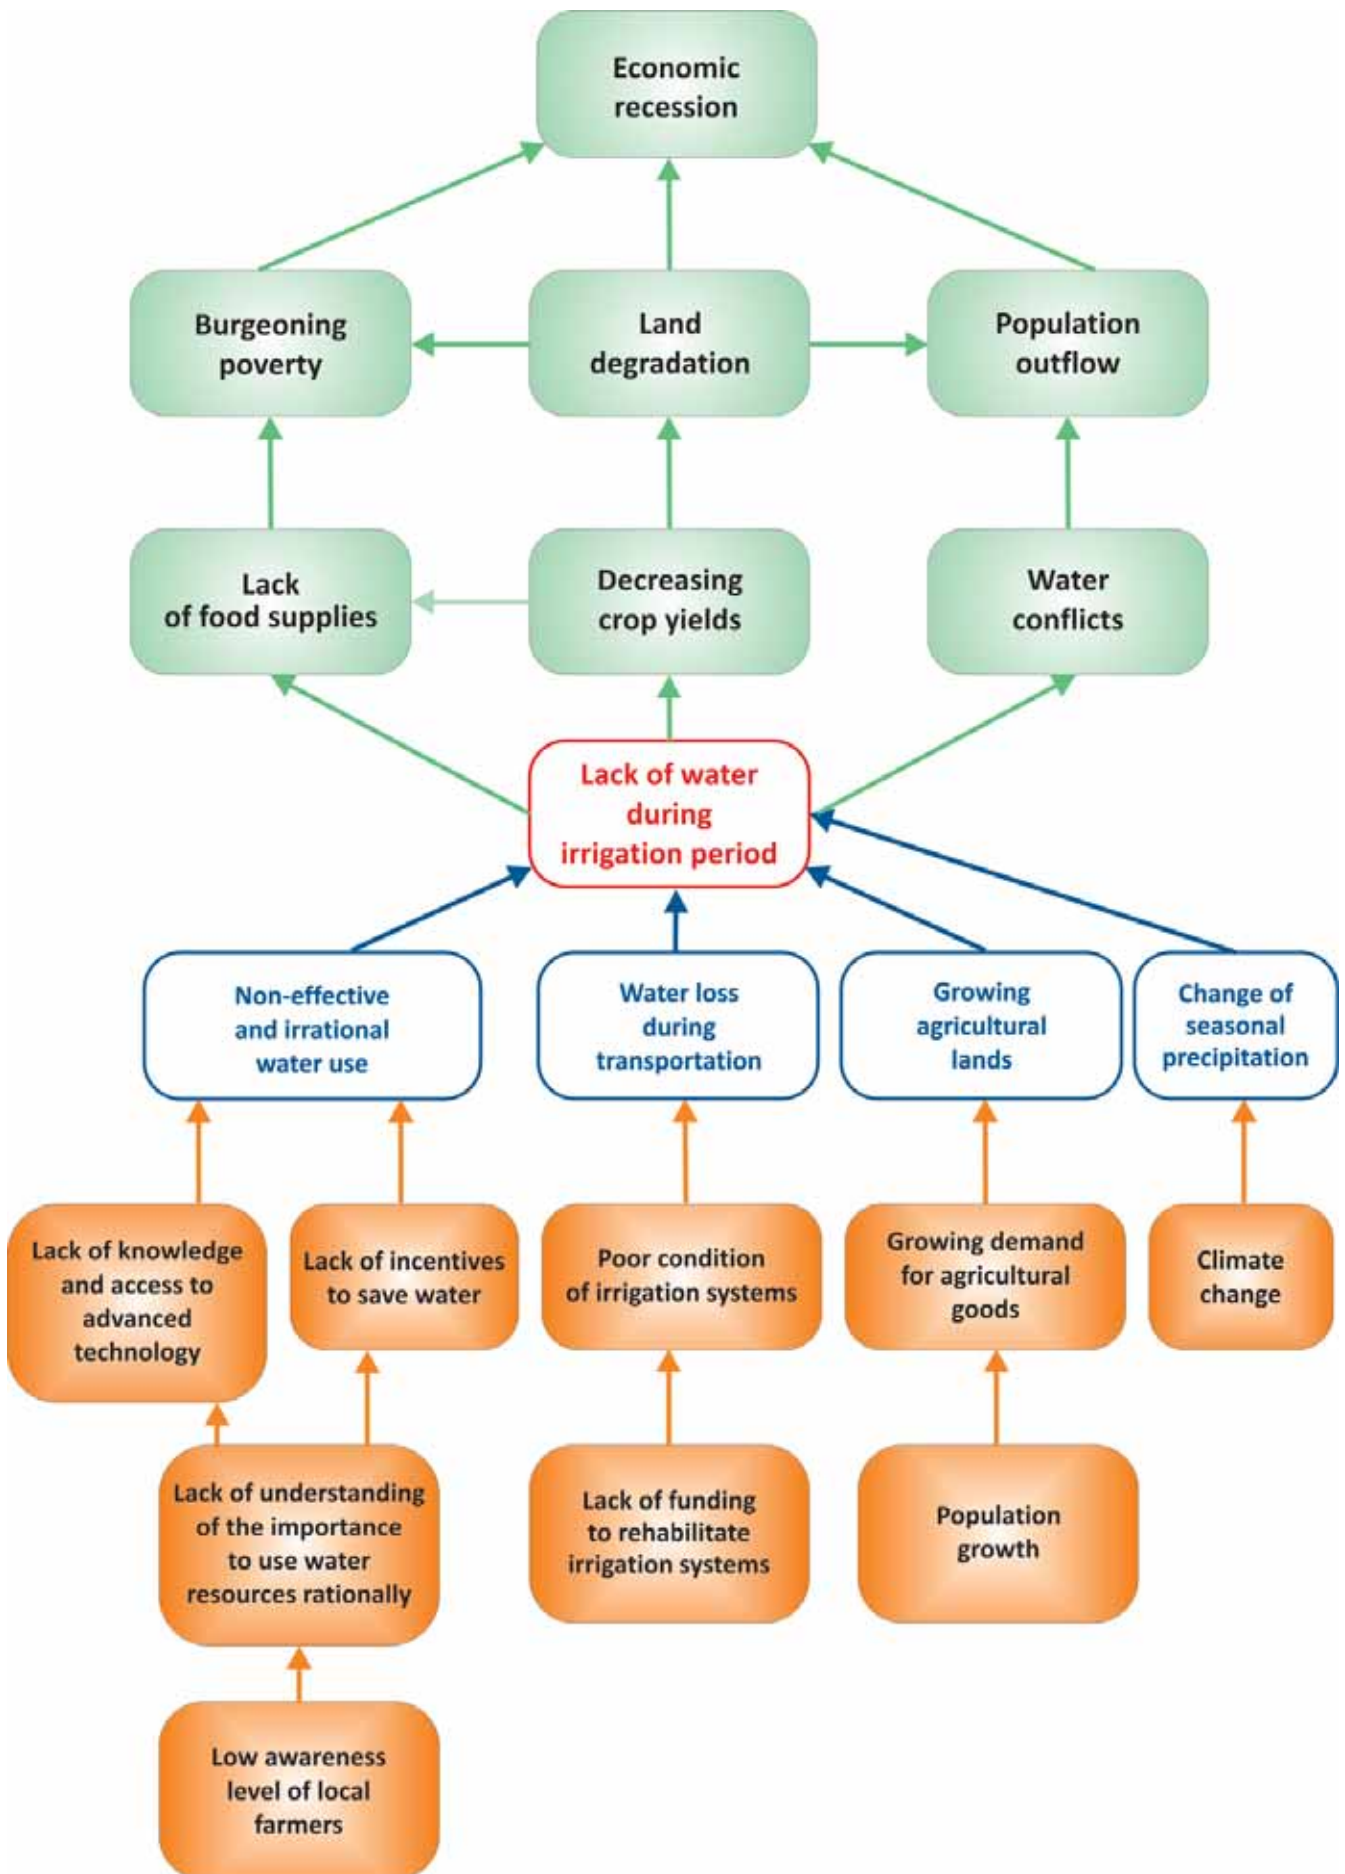 Economic
recession
Burgeoning
poverty
Land
degradation
Population
outflow
Lack
of food supplies
Decreasing
crop yields
Water
conflicts
Lack of water
during
irrigation period
Non-effective
and irrational
water use
Water loss
during
transportation
Growing
agricultural
lands
Change of
seasonal
precipitation
Lack of knowledge
and access to
advanced
technology
Lack of incentives
to save water
Poor condition
of irrigation systems
Growing demand
for agricultural
goods
Climate
change
Lack of understanding
of the importance
to use water
resources rationally
Lack of funding
to rehabilitate
irrigation systems
Population
growth
Low awareness
level of local
farmers